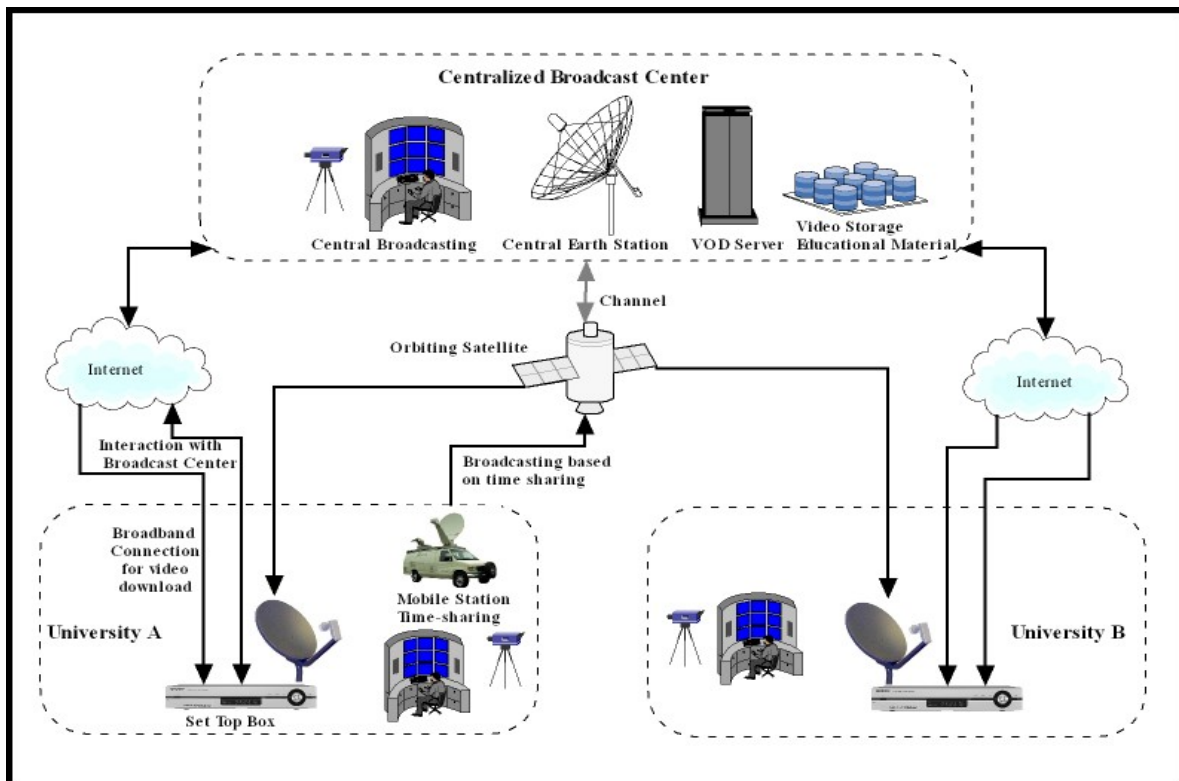 Centralized Broadcast Center
Central Broadcasting
Central Earth Station
VOD Server
Video Storage
Educational Material
Channel
Orbiting Satellite
Internet
Internet
Interaction with
Broadcast Center
Broadcasting based
on time sharing
Broadband
Connection
for video
download
Mobile Station
Time-sharing
University A
University B
Set Top Box